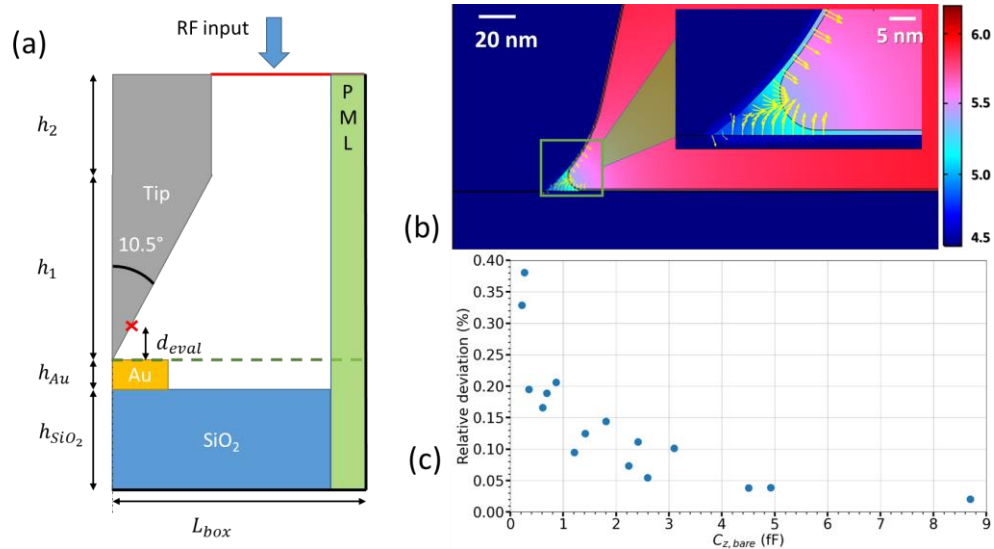 (a)
RF input
P
M
L
h₂
Tip
10.5°
h₁
d_eval
h_Au
Au
h_SiO₂
SiO₂
L_box
20 nm
5 nm
6.0
5.5
5.0
4.5
(b)
0.40
0.35
0.30
0.25
0.20
0.15
0.10
0.05
0.00
Relative deviation (%)
0 1 2 3 4 5 6 7 8 9
C_z,bare (fF)
(c)